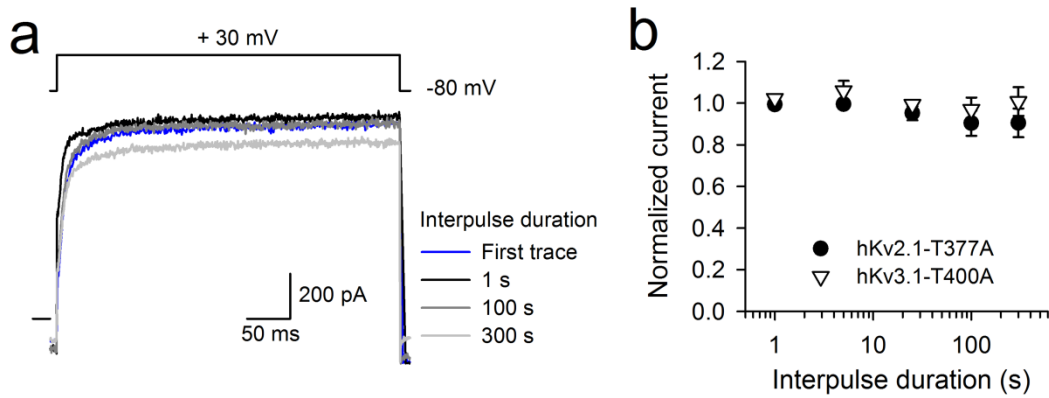 a
+ 30 mV
-80 mV
Interpulse duration
First trace
1 s
100 s
300 s
200 pA
50 ms
b
Normalized current
1.2
1.0
0.8
0.6
0.4
0.2
0.0
hKv2.1-T377A
hKv3.1-T400A
1
10
100
Interpulse duration (s)